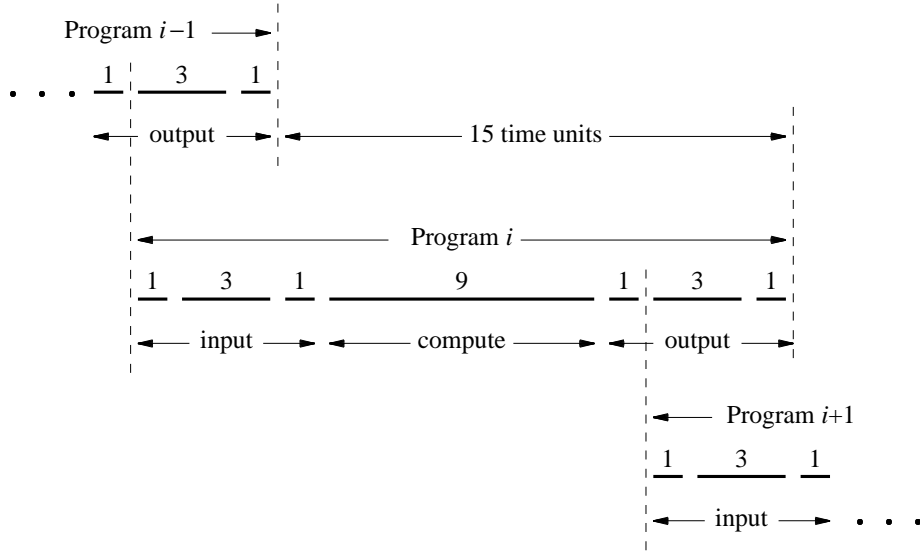 Program i−1
1 3 1
output
15 time units
Program i
1 3 1 9 1 3 1
input compute output
Program i+1
1 3 1
input